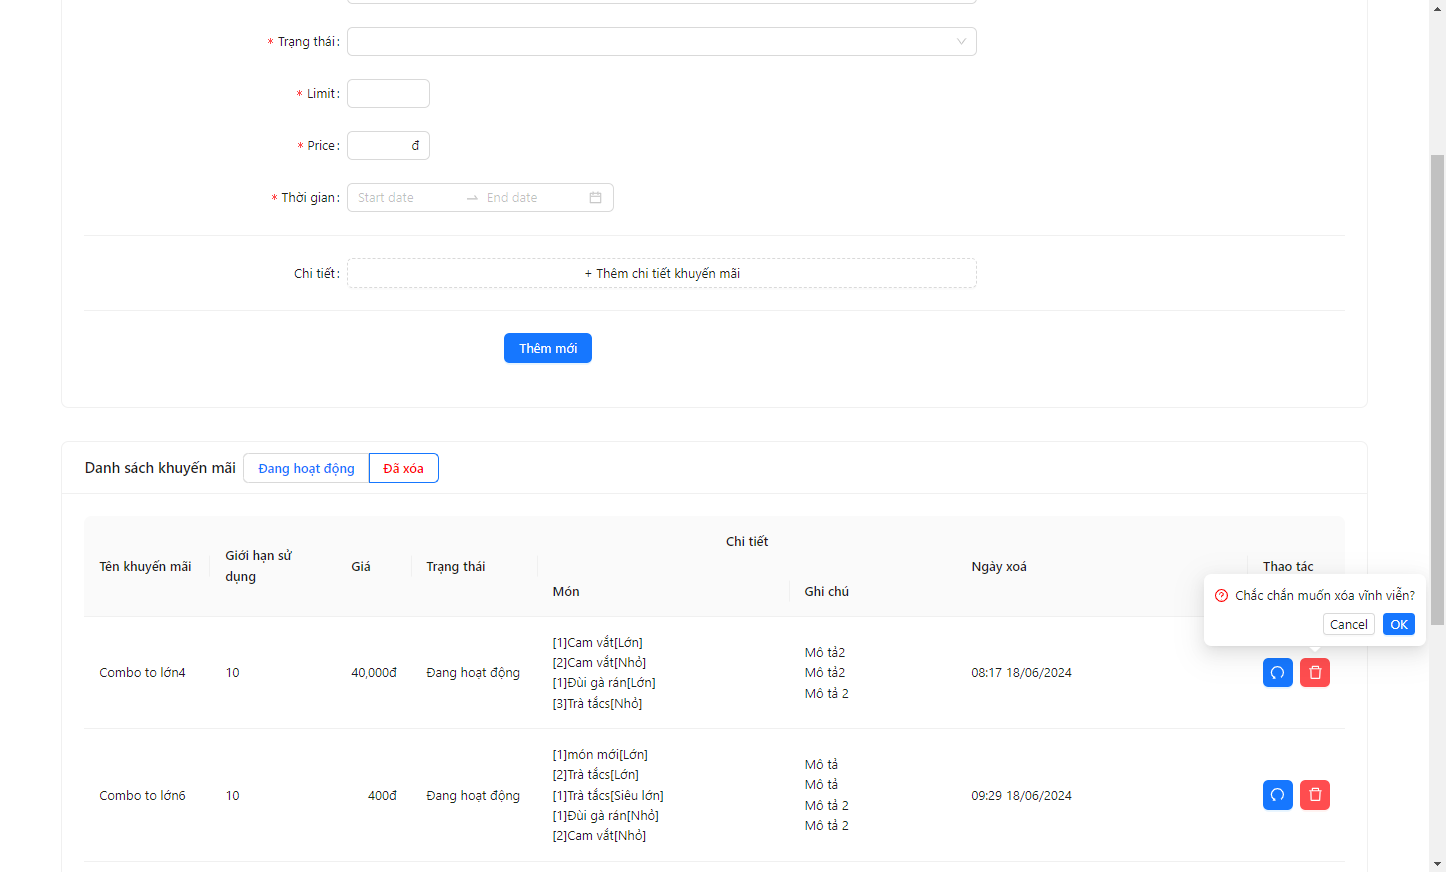 * Trạng thái:
* Limit:
* Price: đ
* Thời gian: Start date End date
Chi tiết: + Thêm chi tiết khuyến mãi
Thêm mới
Danh sách khuyến mãi Đang hoạt động Đã xóa
Tên khuyến mãi
Giới hạn sử
dụng
Giá
Trạng thái
Chi tiết
Món
Ghi chú
Ngày xoá
Thao tác
Chắc chắn muốn xóa vĩnh viễn?
Cancel OK
Combo to lớn4
10
40,000đ
Đang hoạt động
[1]Cam vắt[Lớn]
[2]Cam vắt[Nhỏ]
[1]Đùi gà rán[Lớn]
[3]Trà tắcs[Nhỏ]
Mô tả2
Mô tả2
Mô tả 2
08:17 18/06/2024
Combo to lớn6
10
400đ
Đang hoạt động
[1]món mới[Lớn]
[2]Trà tắcs[Lớn]
[1]Trà tắcs[Siêu lớn]
[1]Đùi gà rán[Nhỏ]
[2]Cam vắt[Nhỏ]
Mô tả
Mô tả
Mô tả 2
Mô tả 2
09:29 18/06/2024